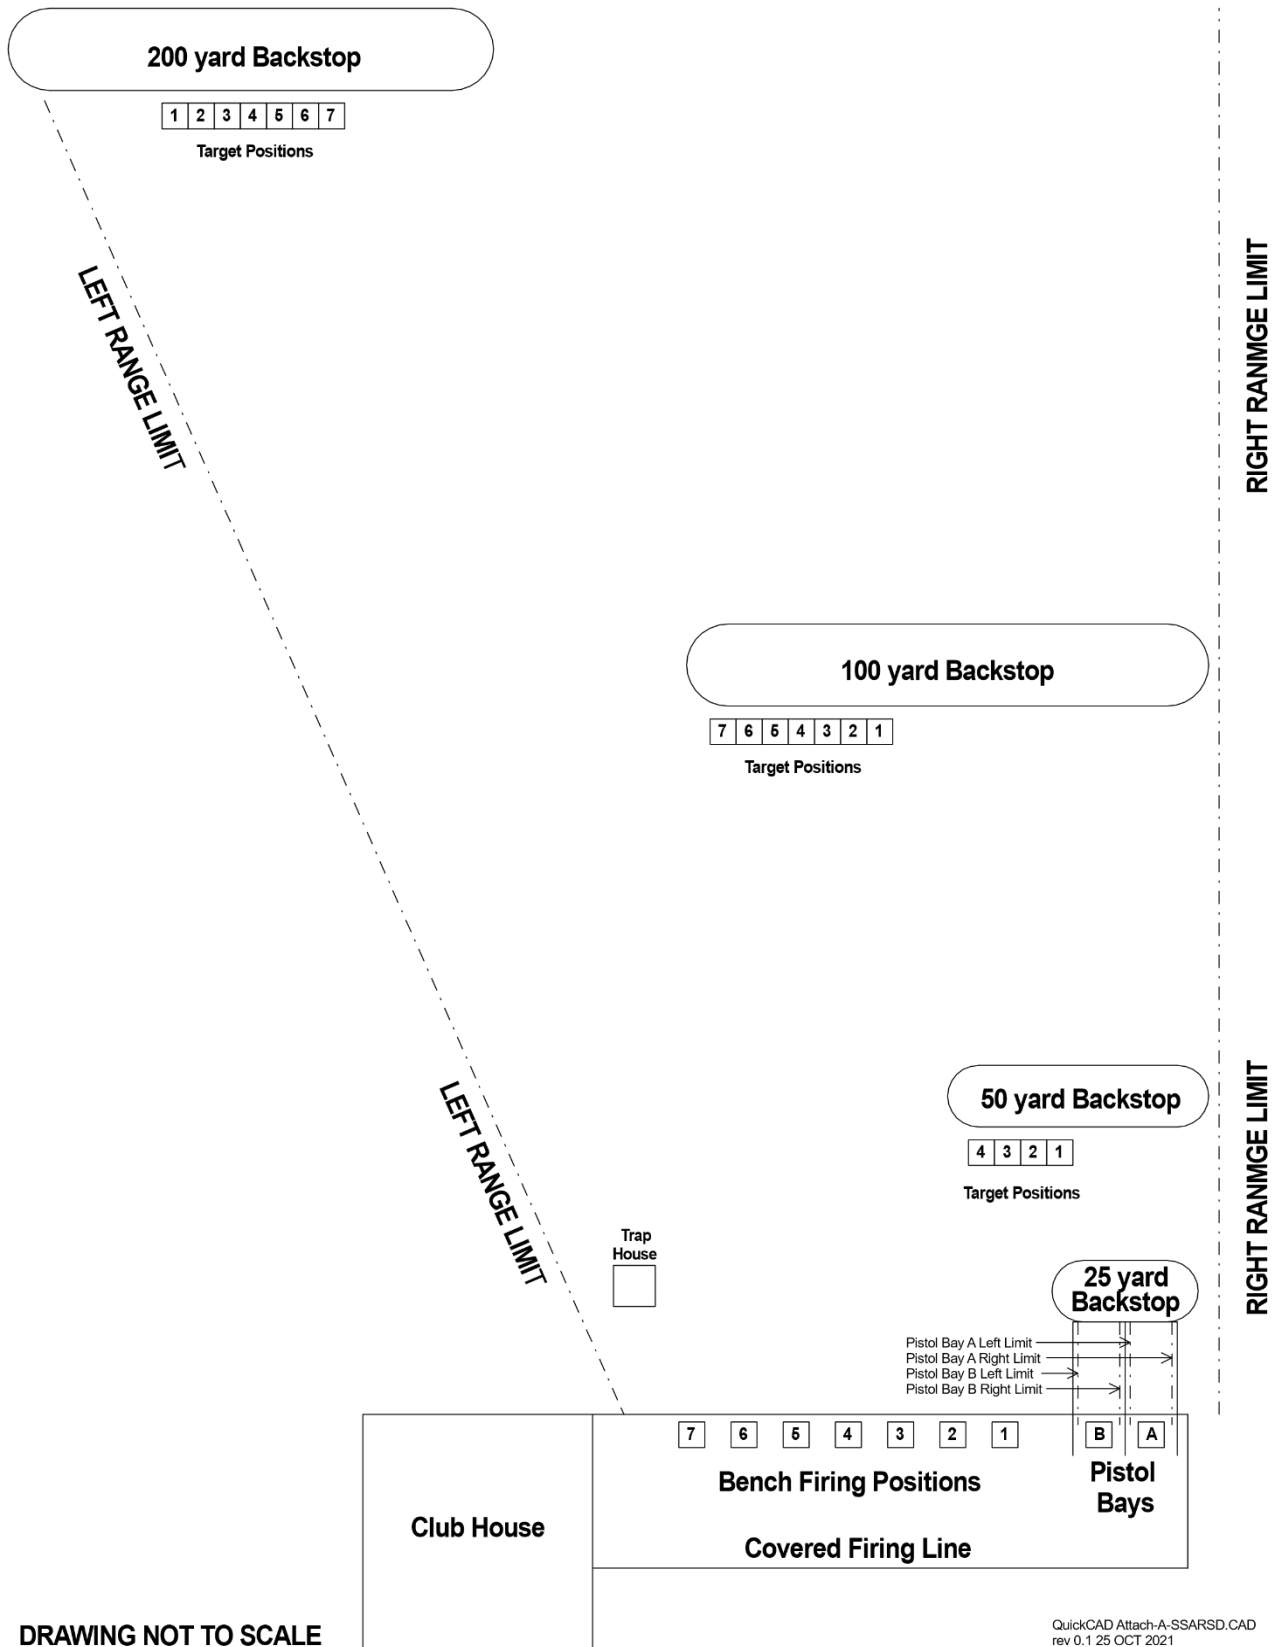 200 yard Backstop
1 2 3 4 5 6 7
Target Positions
LEFT RANGE LIMIT
RIGHT RANMGE LIMIT
100 yard Backstop
7 6 5 4 3 2 1
Target Positions
LEFT RANGE LIMIT
RIGHT RANMGE LIMIT
50 yard Backstop
4 3 2 1
Target Positions
Trap
House
25 yard
Backstop
Pistol Bay A Left Limit
Pistol Bay A Right Limit
Pistol Bay B Left Limit
Pistol Bay B Right Limit
7 6 5 4 3 2 1
B A
Bench Firing Positions
Pistol
Bays
Club House
Covered Firing Line
DRAWING NOT TO SCALE
QuickCAD Attach-A-SSARSD.CAD
rev 0.1 25 OCT 2021